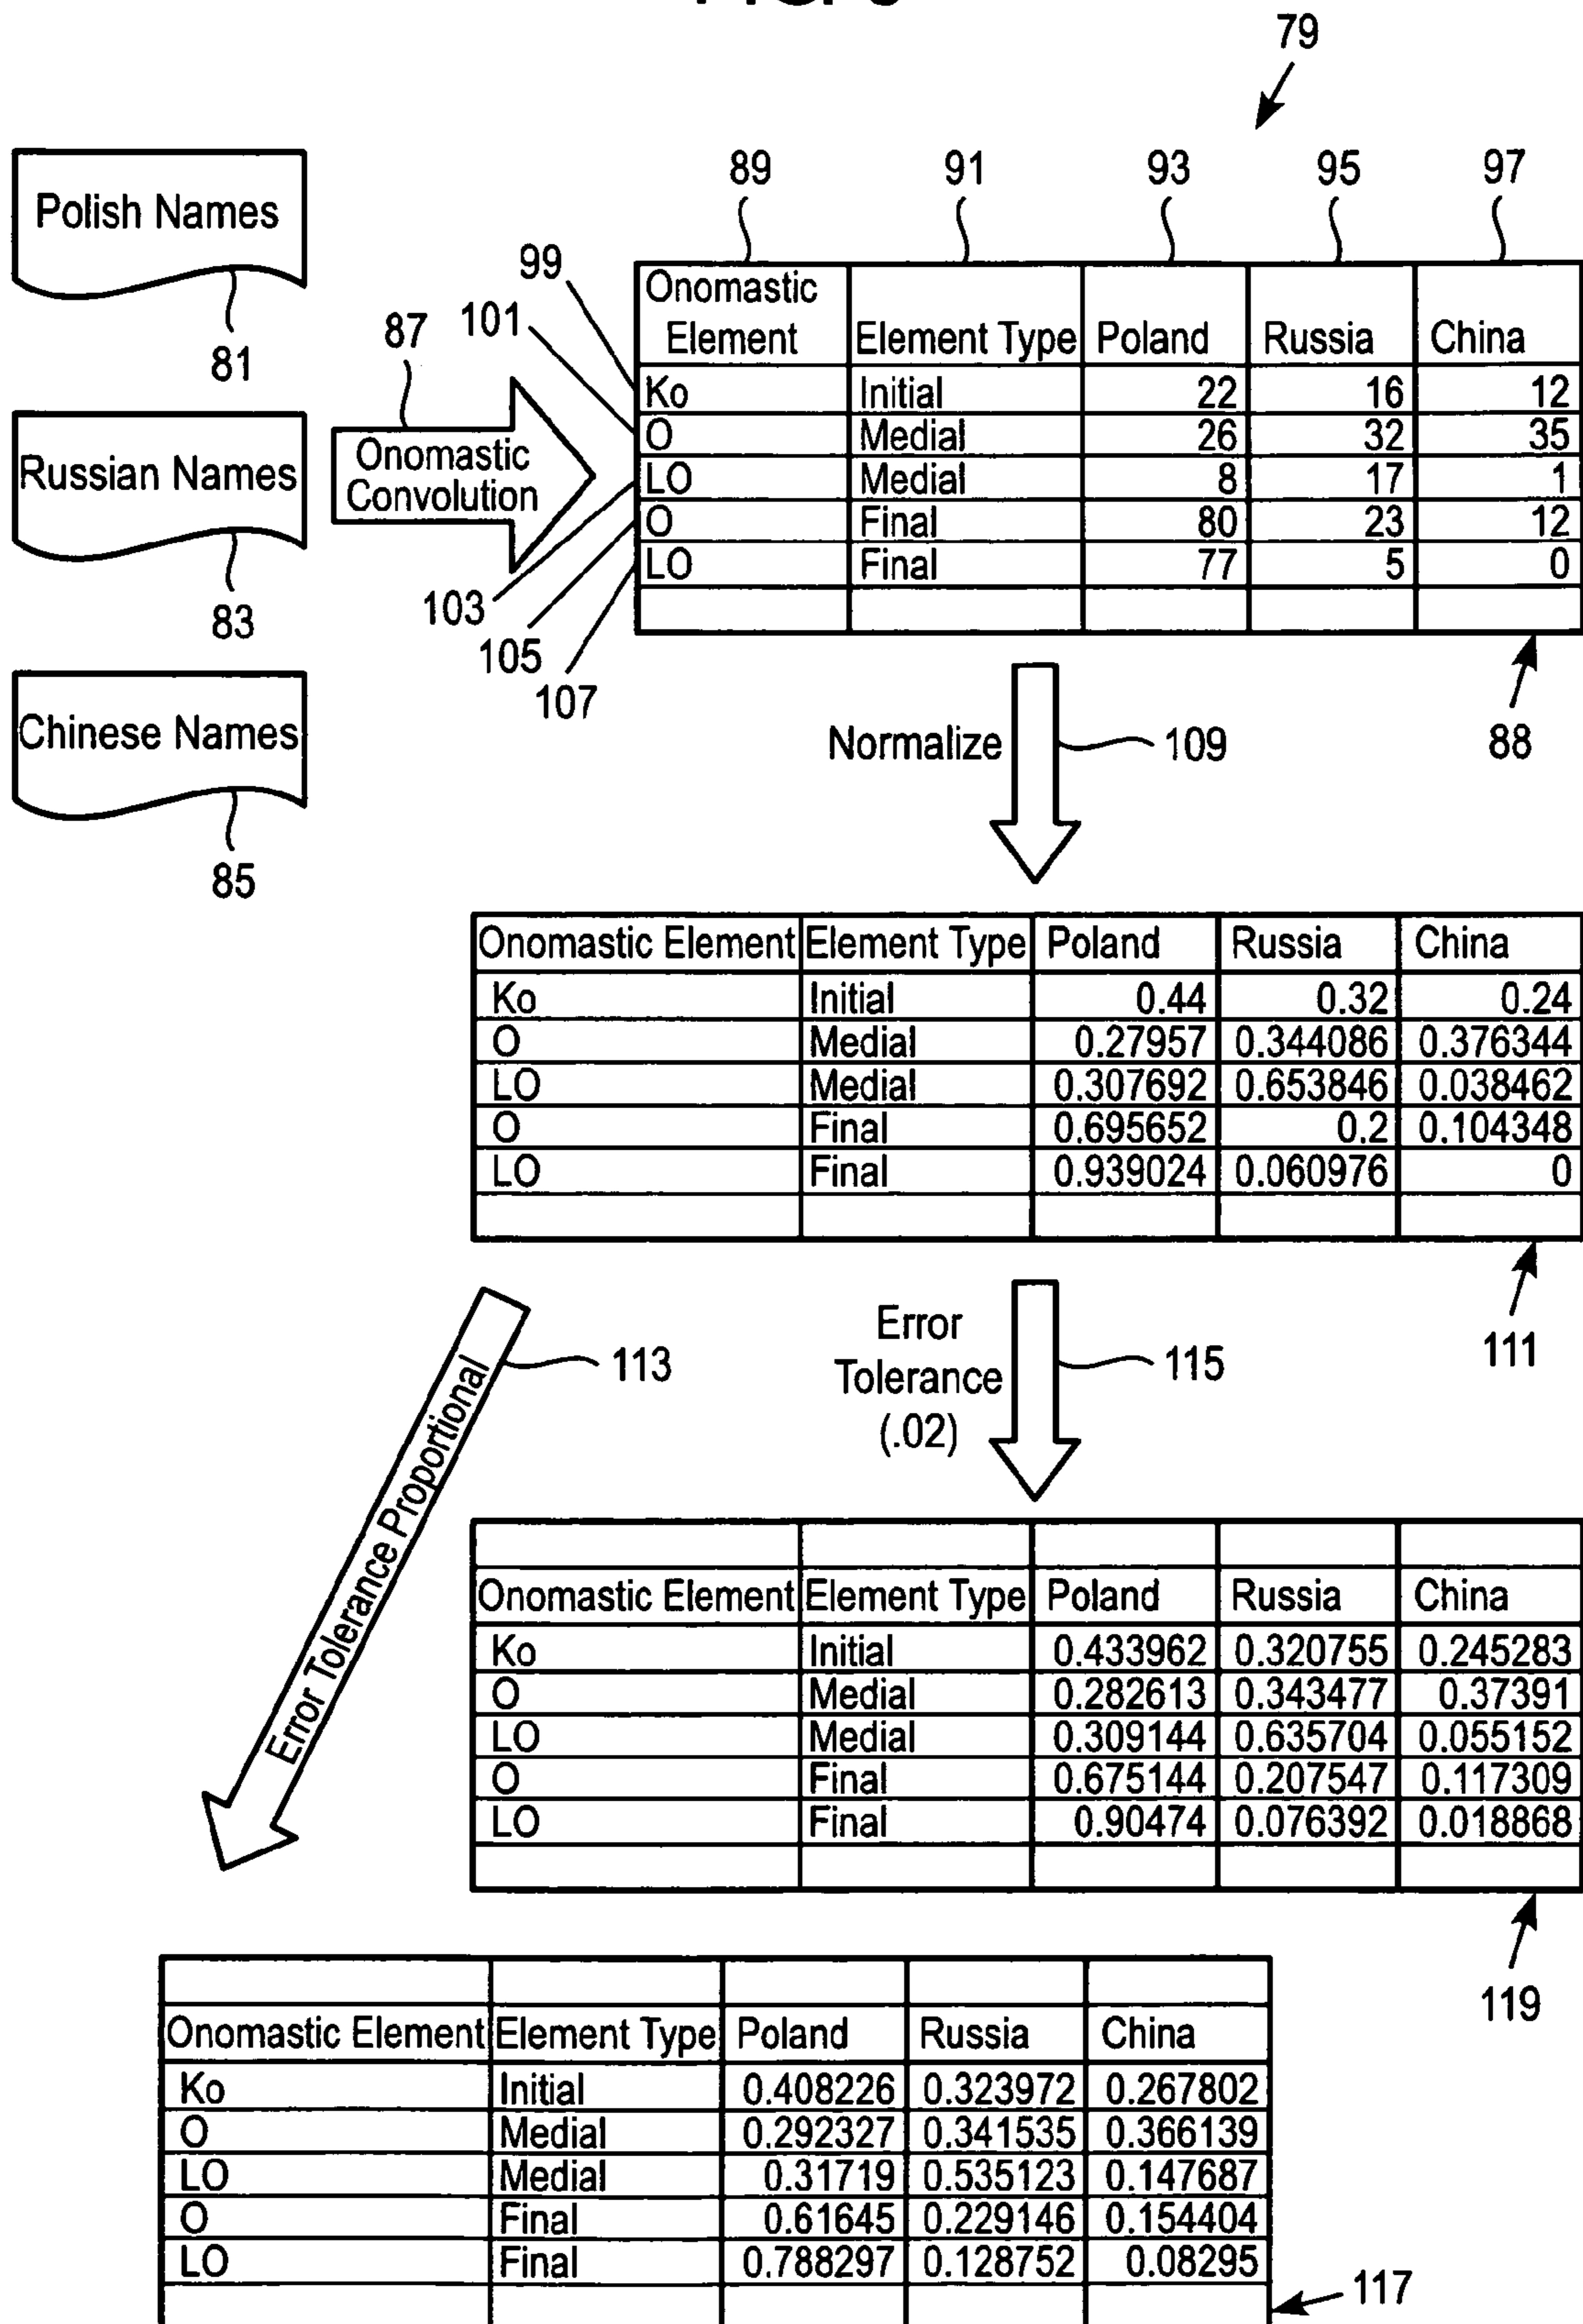 79
Polish Names
81
Russian Names
83
Chinese Names
85
87
Onomastic
Convolution
89 91 93 95 97
99
101
103
105
107
Onomastic
Element Element Type Poland Russia China
Ko Initial 22 16 12
O Medial 26 32 35
LO Medial 8 17 1
O Final 80 23 12
LO Final 77 5 0
88
Normalize 109
Onomastic Element Element Type Poland Russia China
Ko Initial 0.44 0.32 0.24
O Medial 0.27957 0.344086 0.376344
LO Medial 0.307692 0.653846 0.038462
O Final 0.695652 0.2 0.104348
LO Final 0.939024 0.060976 0
111
Error Tolerance Proportional
113
Error
Tolerance
(.02)
115
Onomastic Element Element Type Poland Russia China
Ko Initial 0.433962 0.320755 0.245283
O Medial 0.282613 0.343477 0.37391
LO Medial 0.309144 0.635704 0.055152
O Final 0.675144 0.207547 0.117309
LO Final 0.90474 0.076392 0.018868
119
Onomastic Element Element Type Poland Russia China
Ko Initial 0.408226 0.323972 0.267802
O Medial 0.292327 0.341535 0.366139
LO Medial 0.31719 0.535123 0.147687
O Final 0.61645 0.229146 0.154404
LO Final 0.788297 0.128752 0.08295
117